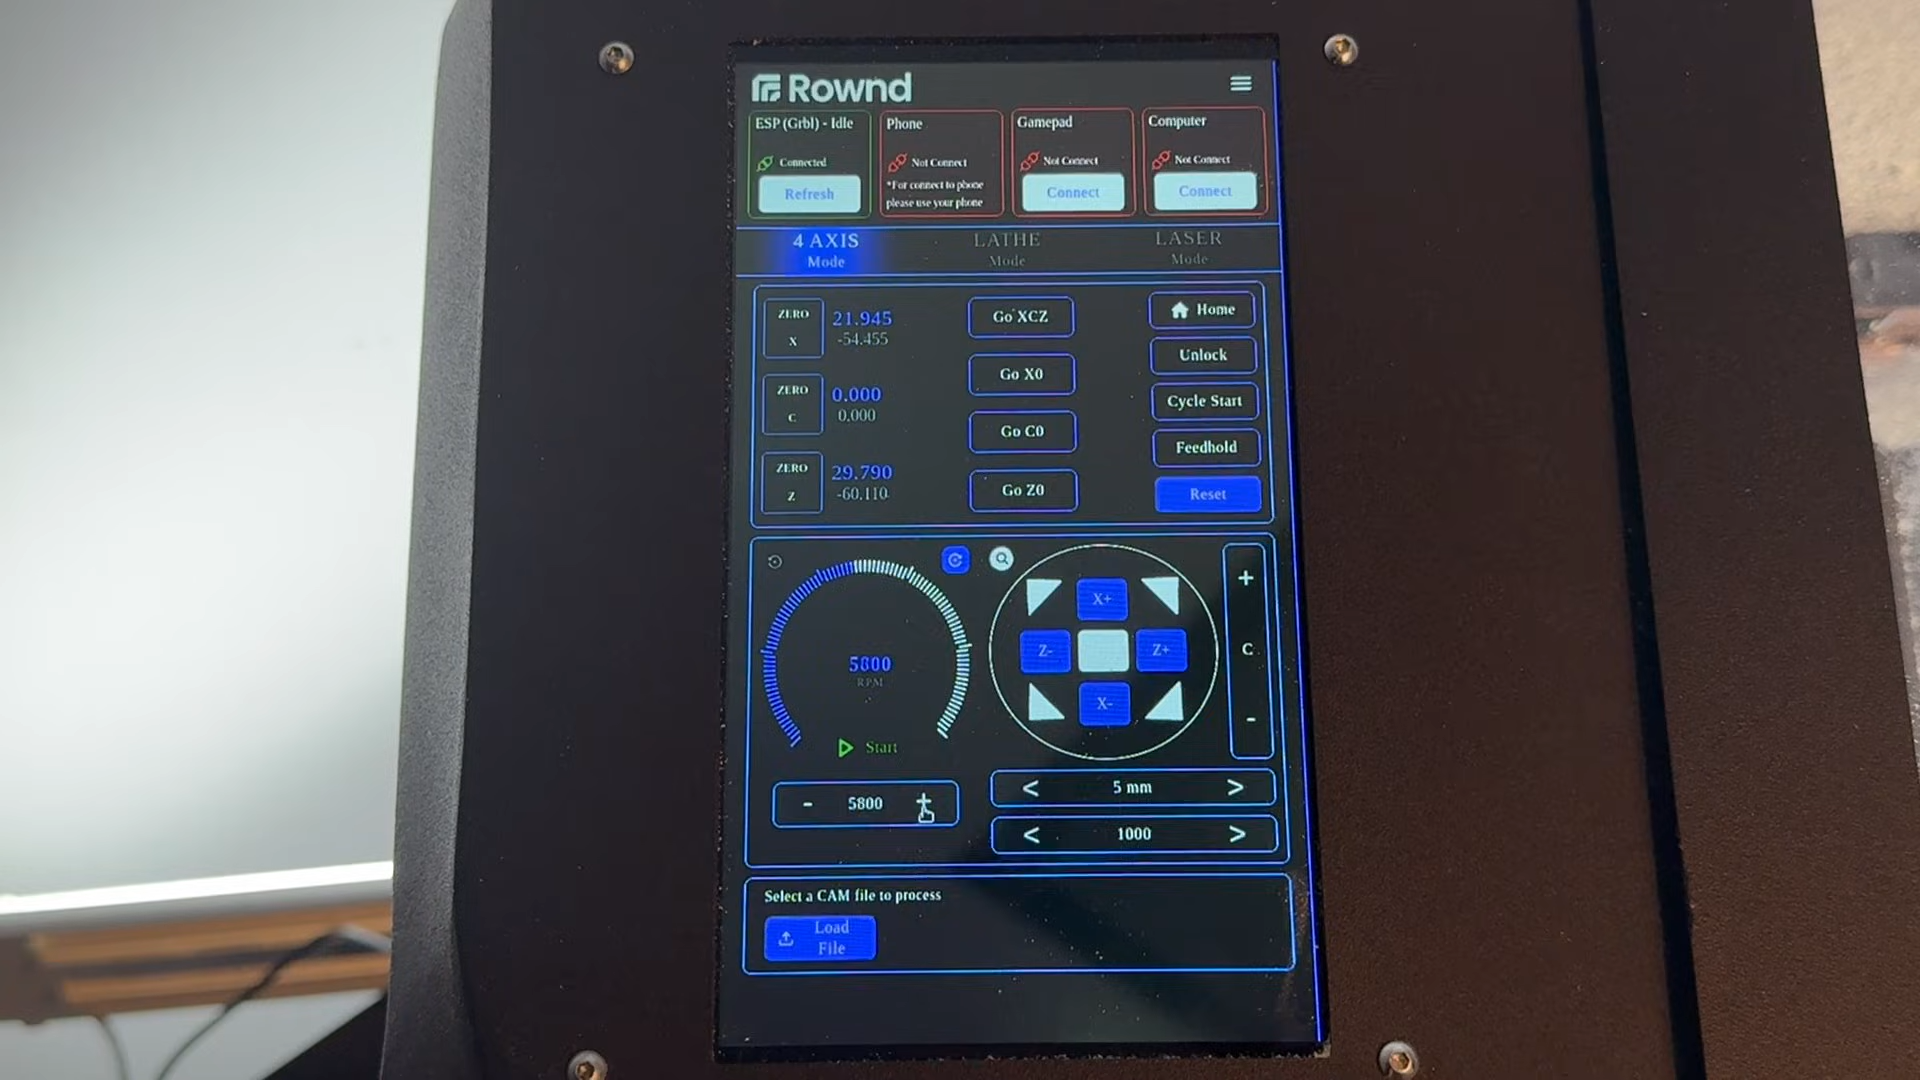 Rownd
ESP (Grbl) - Idle
Connected
Refresh
Phone
Not Connect
*For connect to phone
please use your phone
Gamepad
Not Connect
Connect
Computer
Not Connect
Connect
4 AXIS
Mode
LATHE
Mode
LASER
Mode
ZERO
X
21.945
-54.455
ZERO
C
0.000
0.000
ZERO
Z
29.790
-60.110
Go XCZ
Go X0
Go C0
Go Z0
Home
Unlock
Cycle Start
Feedhold
Reset
5800
RPM
Start
- 5800 +
X+
Z-
Z+
X-
+
C
-
< 5 mm >
< 1000 >
Select a CAM file to process
Load
File